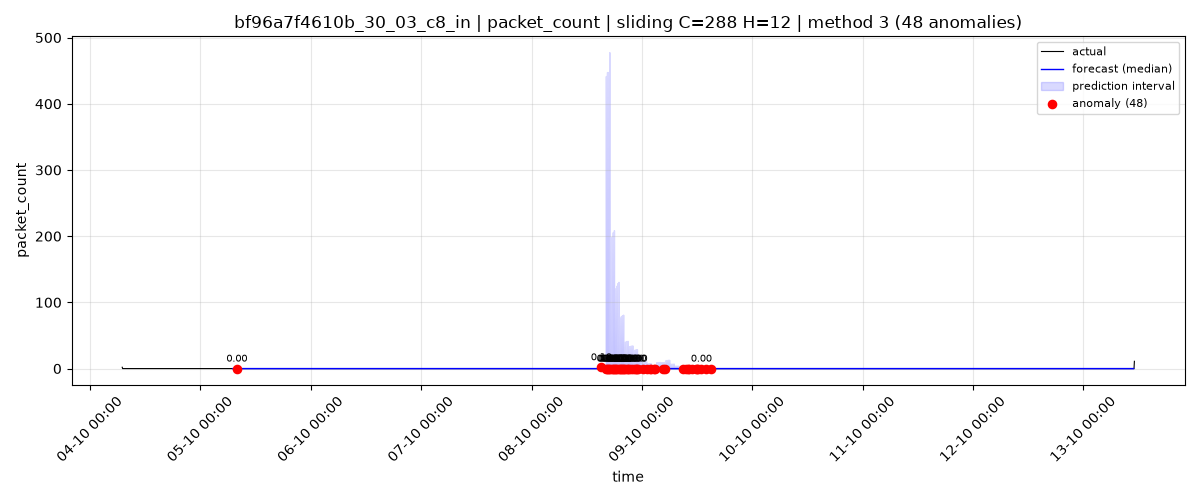 bf96a7f4610b_30_03_c8_in | packet_count | sliding C=288 H=12 | method 3 (48 anomalies)
packet_count
500
400
300
200
100
0
actual
forecast (median)
prediction interval
anomaly (48)
0.00
0.00
04-10 00:00
05-10 00:00
06-10 00:00
07-10 00:00
08-10 00:00
09-10 00:00
10-10 00:00
11-10 00:00
12-10 00:00
13-10 00:00
time